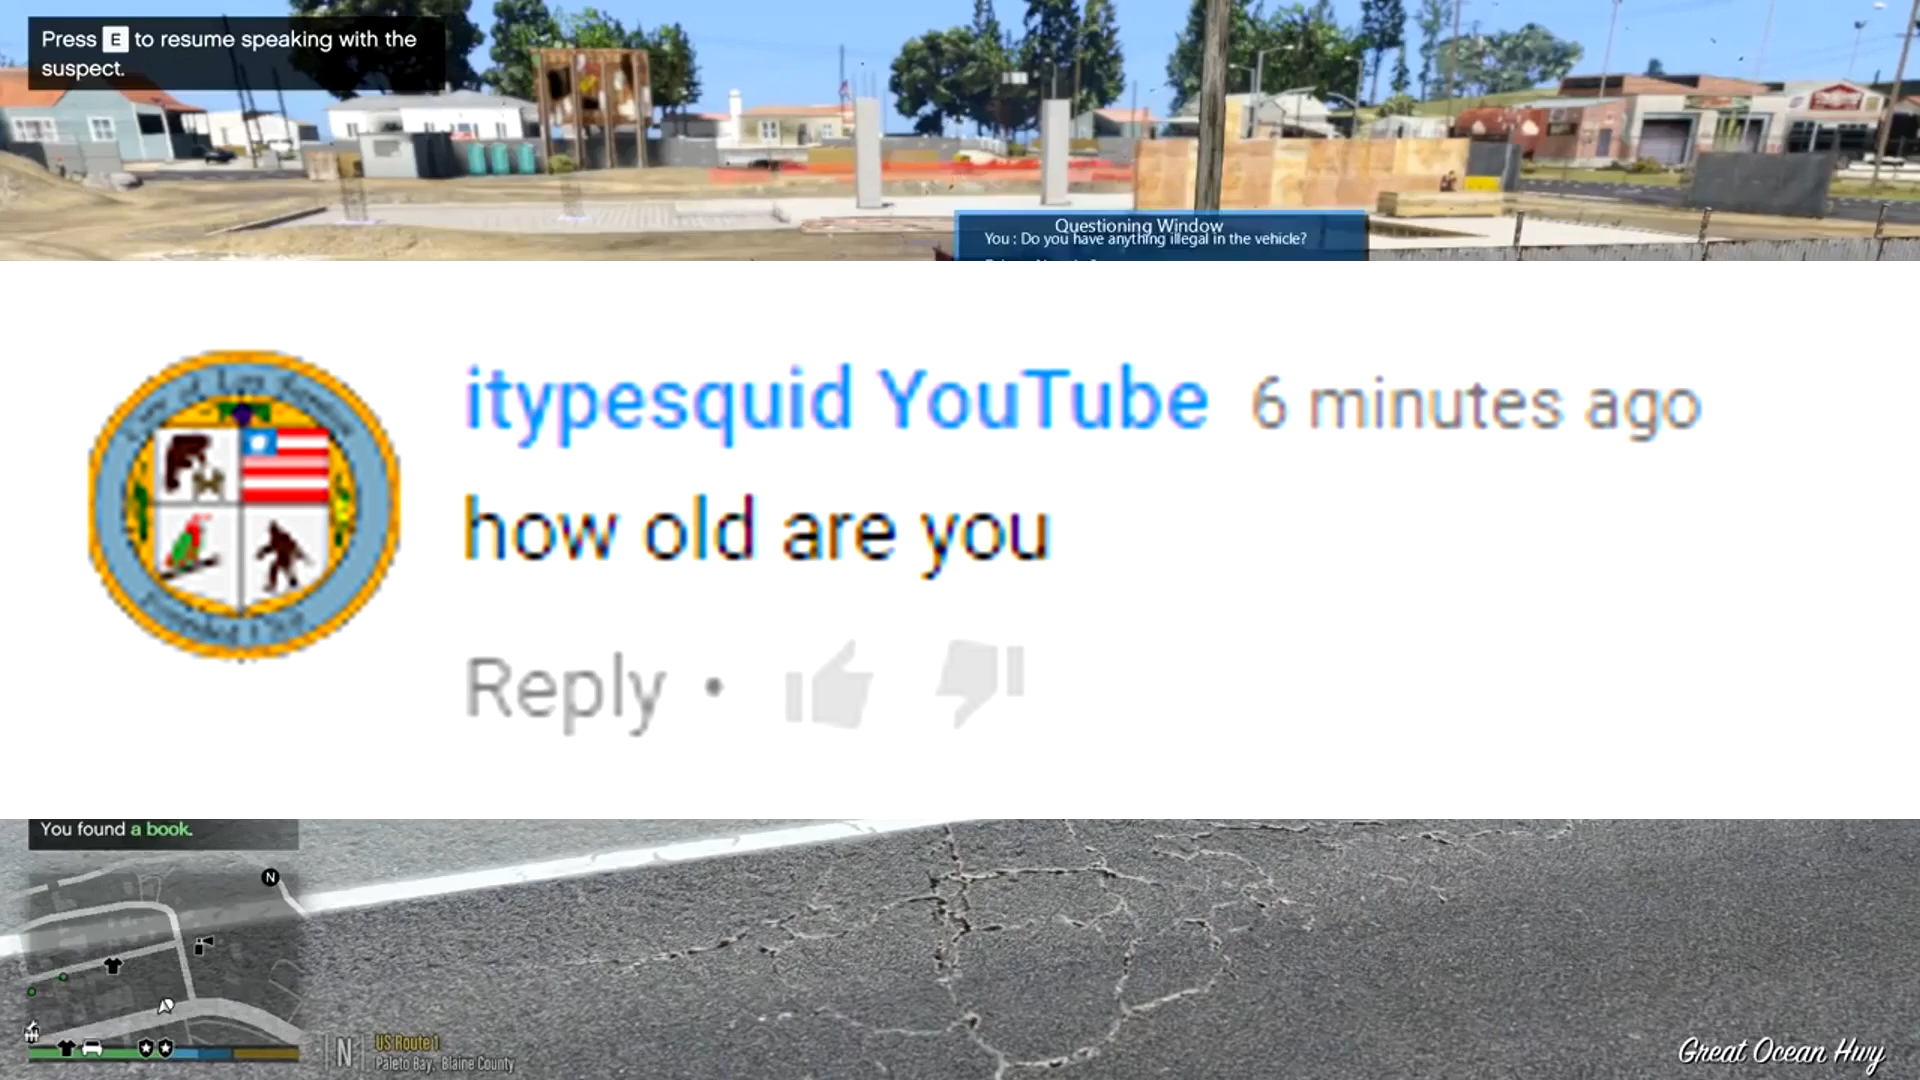 Press E to resume speaking with the
suspect.
Questioning Window
You : Do you have anything illegal in the vehicle?
itypesquid YouTube 6 minutes ago
how old are you
Reply •
You found a book.
N
N
US Route 1
Paleto Bay, Blaine County
Great Ocean Hwy